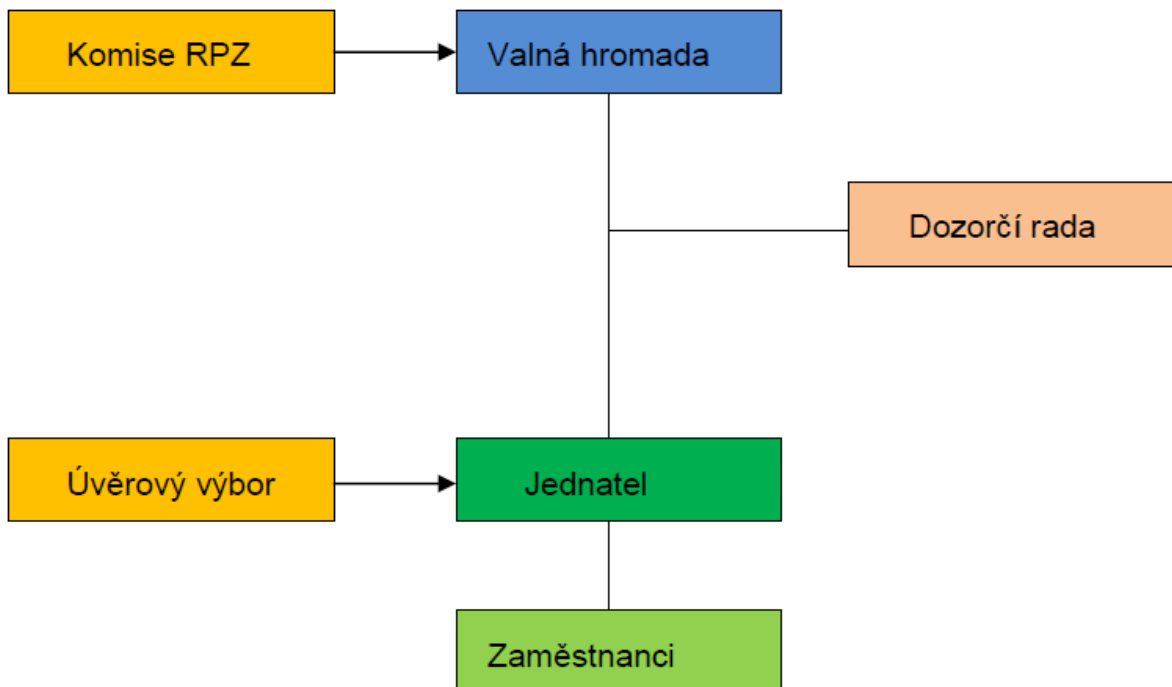 Komise RPZ
Valná hromada
Dozorčí rada
Úvěrový výbor
Jednatel
Zaměstnanci